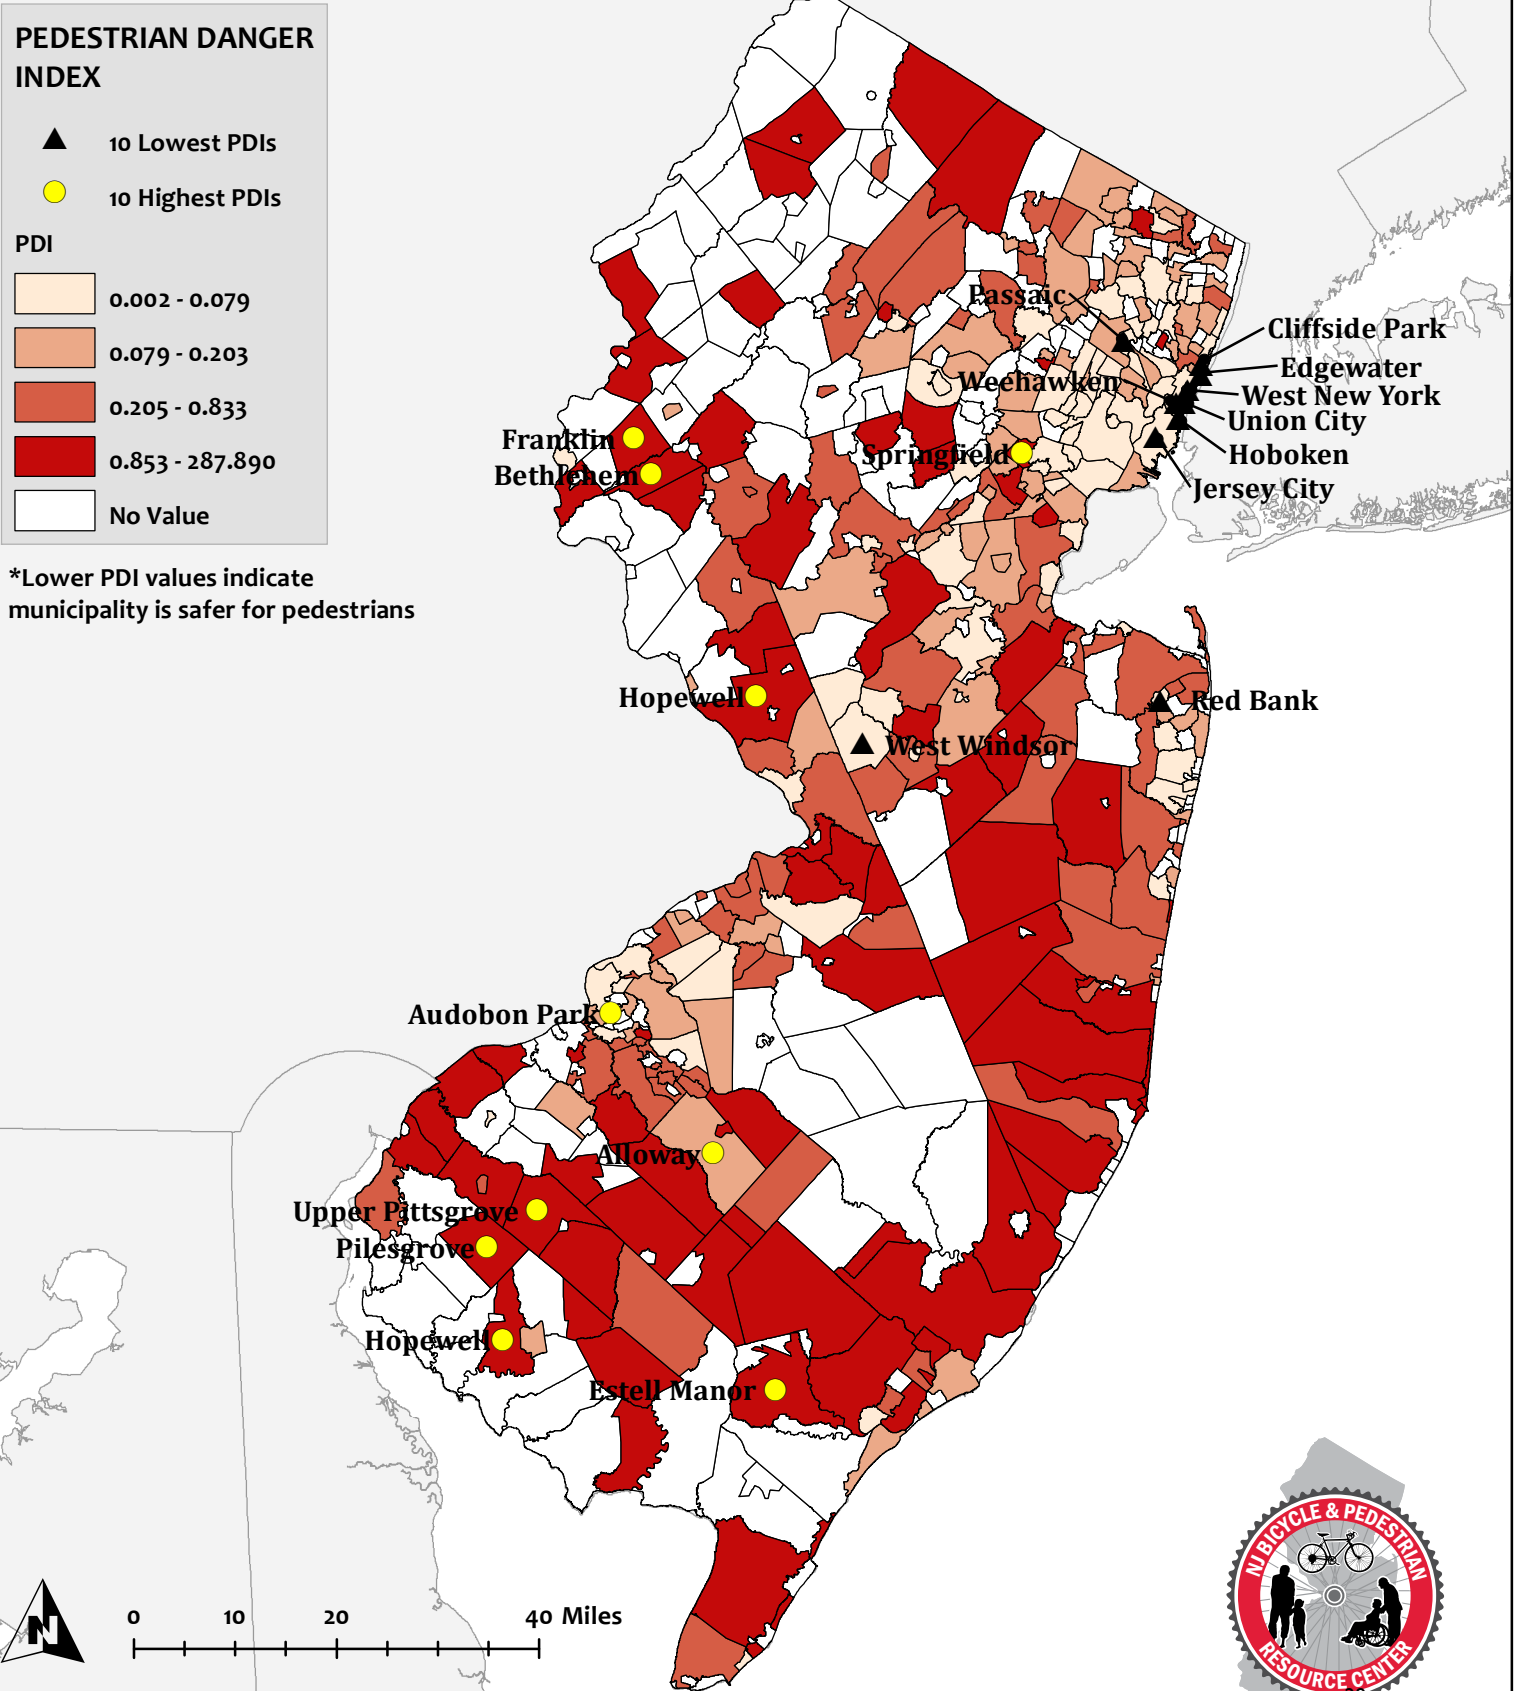 PEDESTRIAN DANGER
INDEX
10 Lowest PDIs
10 Highest PDIs
PDI
0.002 - 0.079
0.079 - 0.203
0.205 - 0.833
0.853 - 287.890
No Value
*Lower PDI values indicate
municipality is safer for pedestrians
Passaic
Cliffside Park
Edgewater
Weehawken
West New York
Union City
Franklin
Springfield
Hoboken
Bethlehem
Jersey City
Hopewell
Red Bank
West Windsor
Audobon Park
Alloway
Upper Pittsgrove
Pilesgrove
Hopewell
Estell Manor
N
0 10 20 40 Miles
NJ BICYCLE & PEDESTRIAN
RESOURCE CENTER